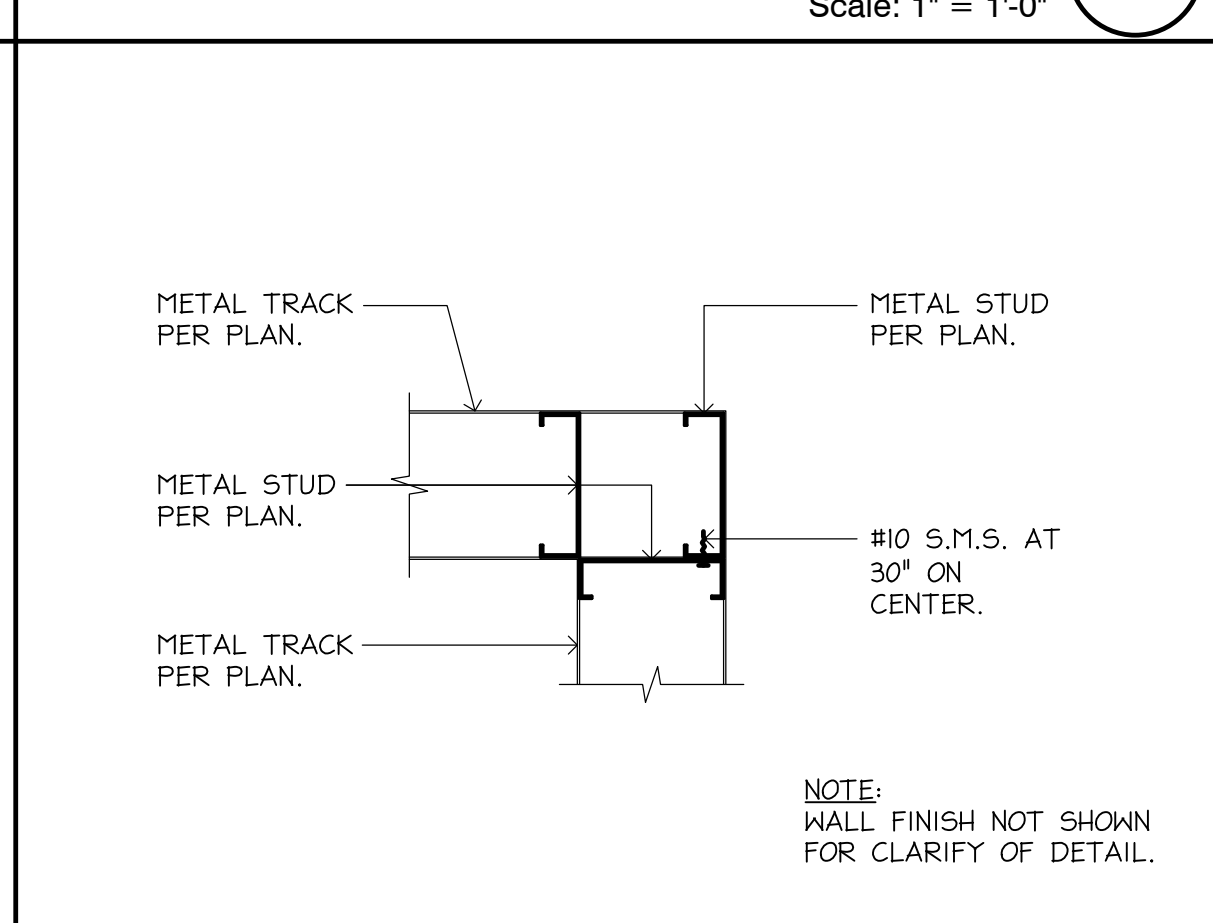 Scale: 1" = 1'-0"
METAL TRACK
PER PLAN.
METAL STUD
PER PLAN.
METAL STUD
PER PLAN.
#10 S.M.S. AT
30" ON
CENTER.
METAL TRACK
PER PLAN.
NOTE:
WALL FINISH NOT SHOWN
FOR CLARIFY OF DETAIL.